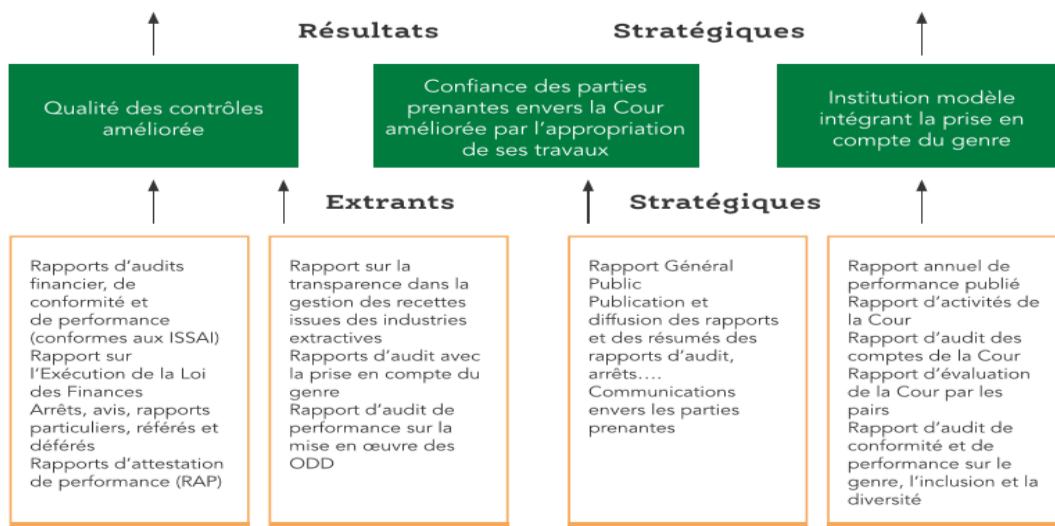 Résultats Stratégiques
Qualité des contrôles
améliorée
Confiance des parties
prenantes envers la Cour
améliorée par l'appropriation
de ses travaux
Institution modèle
intégrant la prise en
compte du genre
Extrants Stratégiques
Rapports d'audits
financier, de
conformité et
de performance
(conformes aux ISSAI)
Rapport sur
l'Exécution de la Loi
des Finances
Arrêts, avis, rapports
particuliers, référés et
déférés
Rapports d'attestation
de performance (RAP)
Rapport sur la
transparence dans la
gestion des recettes
issues des industries
extractives
Rapports d'audit avec
la prise en compte du
genre
Rapport d'audit de
performance sur la
mise en œuvre des
ODD
Rapport Général
Public
Publication et
diffusion des rapports
et des résumés des
rapports d'audit,
arrêts….
Communications
envers les parties
prenantes
Rapport annuel de
performance publié
Rapport d'activités de
la Cour
Rapport d'audit des
comptes de la Cour
Rapport d'évaluation
de la Cour par les
pairs
Rapport d'audit de
conformité et de
performance sur le
genre, l'inclusion et la
diversité